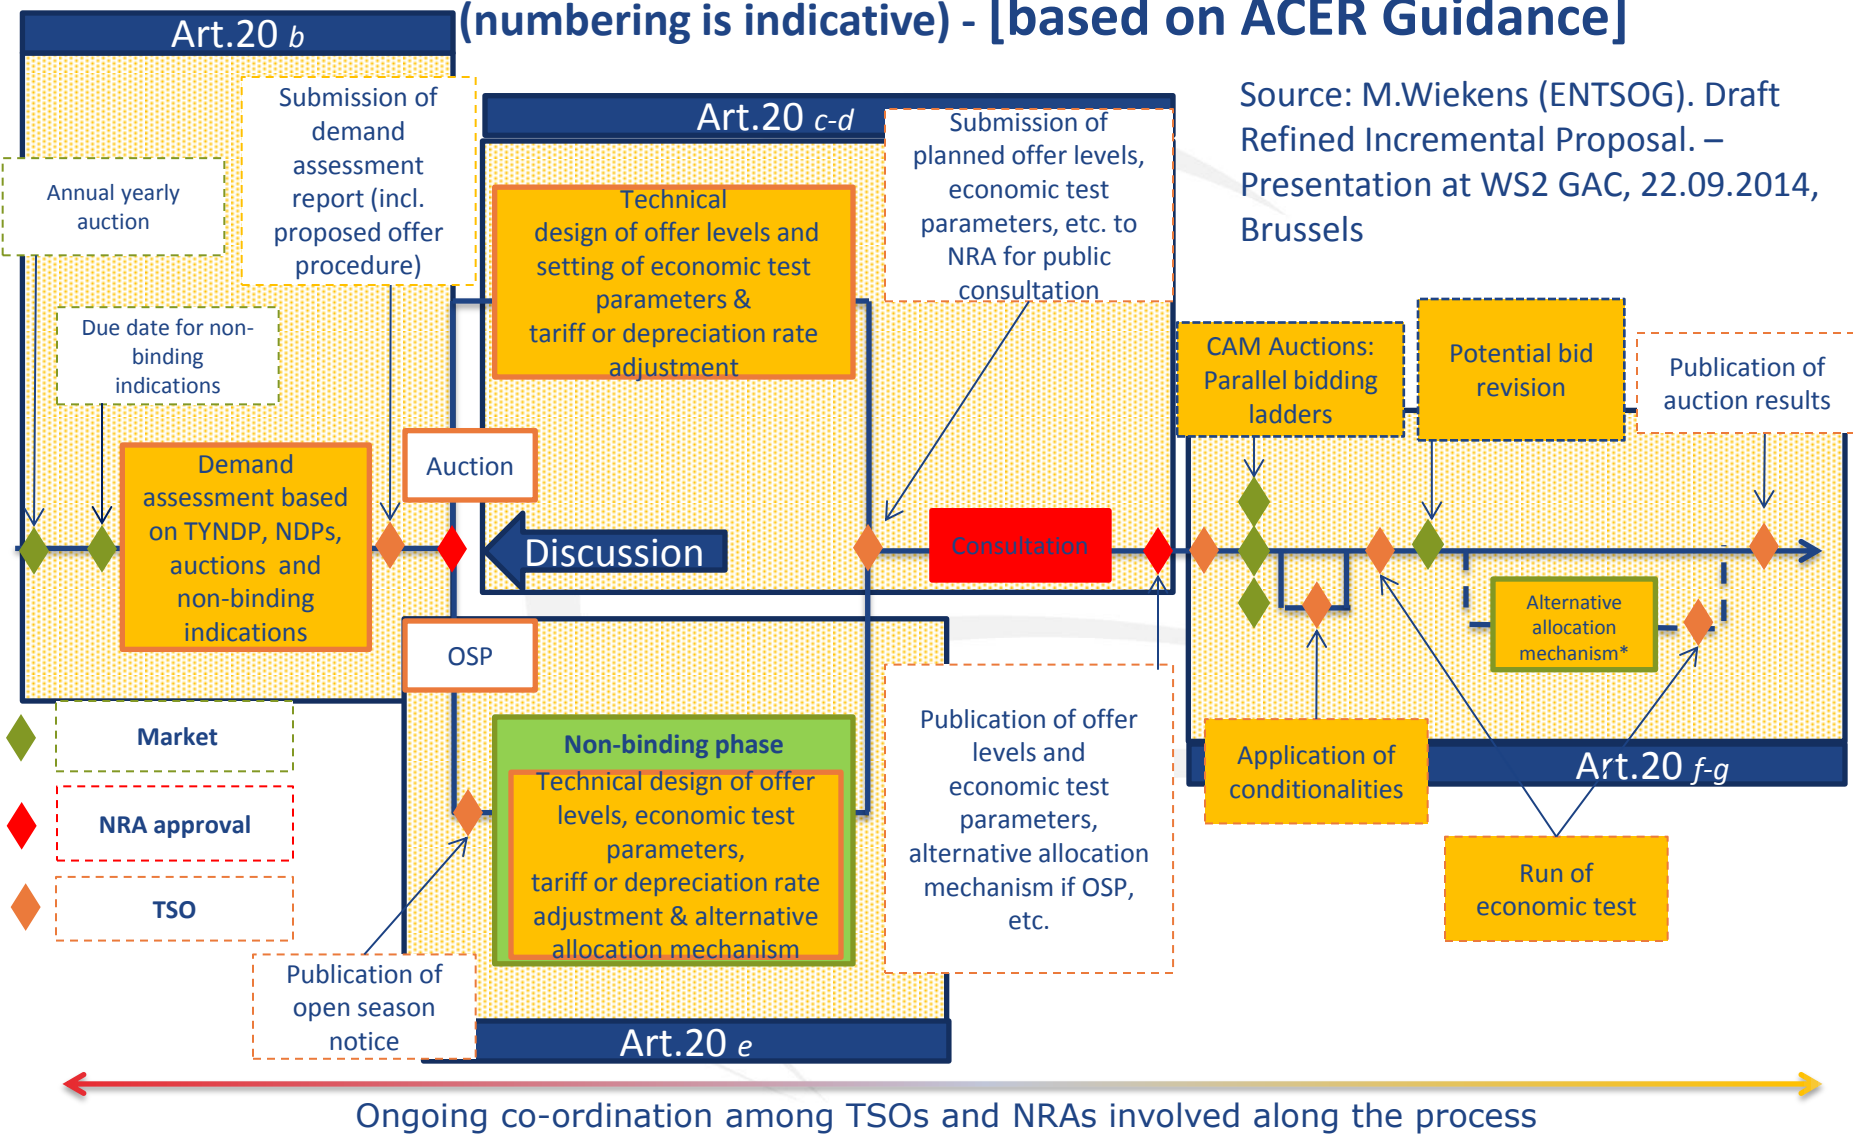 (numbering is indicative) - [based on ACER Guidance]
Art.20 b
Source: M.Wiekens (ENTSOG). Draft
Refined Incremental Proposal. –
Presentation at WS2 GAC, 22.09.2014,
Brussels
Submission of
demand
assessment
report (incl.
proposed offer
procedure)
Annual yearly
auction
Due date for non-
binding
indications
Demand
assessment based
on TYNDP, NDPs,
auctions and
non-binding
indications
Auction
OSP
Art.20 c-d
Technical
design of offer levels and
setting of economic test
parameters &
tariff or depreciation rate
adjustment
Submission of
planned offer levels,
economic test
parameters, etc. to
NRA for public
consultation
Discussion
Consultation
CAM Auctions:
Parallel bidding
ladders
Potential bid
revision
Publication of
auction results
Alternative
allocation
mechanism*
Application of
conditionalities
Art.20 f-g
Run of
economic test
Publication of offer
levels and
economic test
parameters,
alternative allocation
mechanism if OSP,
etc.
Market
NRA approval
TSO
Non-binding phase
Technical design of offer
levels, economic test
parameters,
tariff or depreciation rate
adjustment & alternative
allocation mechanism
Publication of
open season
notice
Art.20 e
Ongoing co-ordination among TSOs and NRAs involved along the process